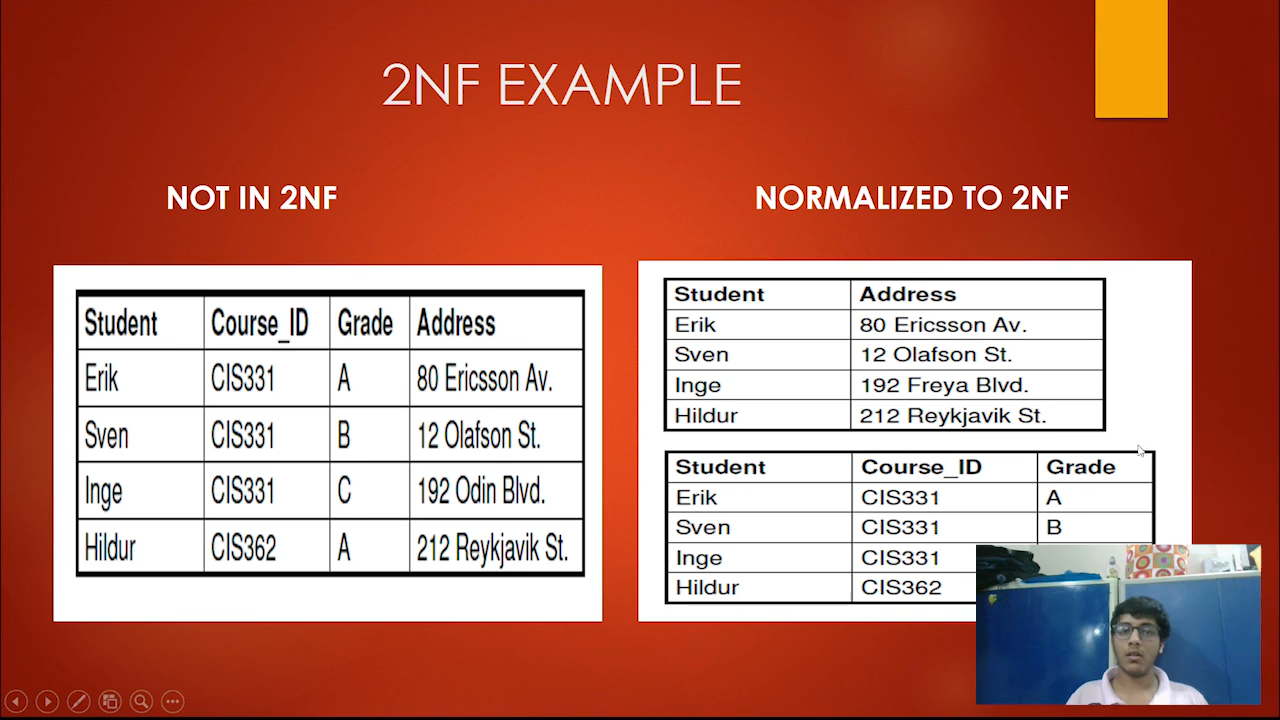 2NF EXAMPLE
NOT IN 2NF
Student Course_ID Grade Address
Erik CIS331 A 80 Ericsson Av.
Sven CIS331 B 12 Olafson St.
Inge CIS331 C 192 Odin Blvd.
Hildur CIS362 A 212 Reykjavik St.
NORMALIZED TO 2NF
Student Address
Erik 80 Ericsson Av.
Sven 12 Olafson St.
Inge 192 Freya Blvd.
Hildur 212 Reykjavik St.
Student Course_ID Grade
Erik CIS331 A
Sven CIS331 B
Inge CIS331
Hildur CIS362